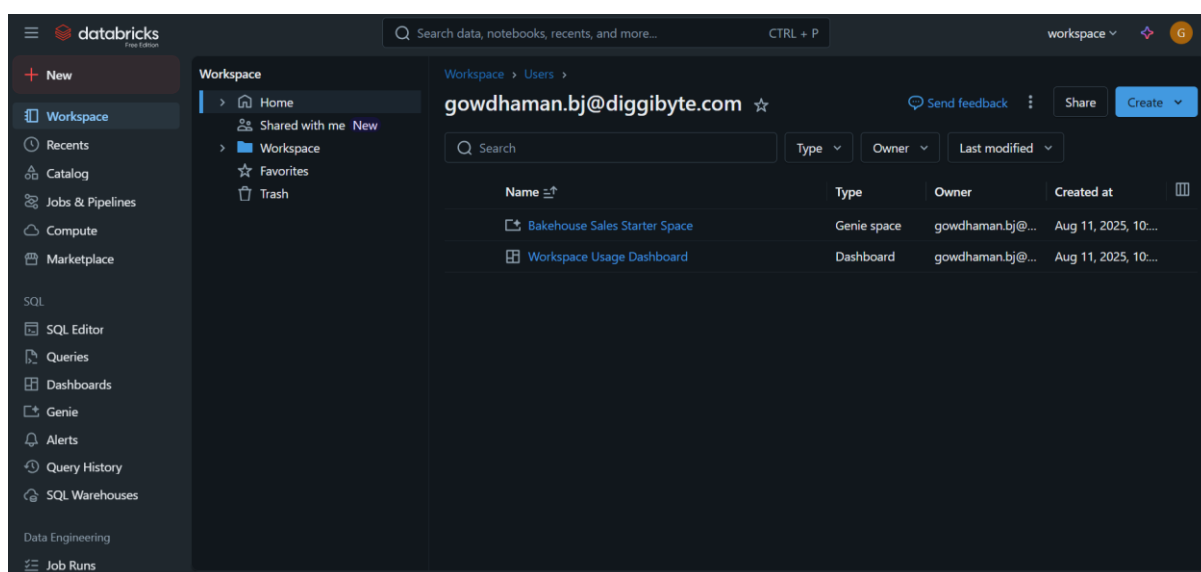 databricks
Free Edition
Search data, notebooks, recents, and more...
CTRL + P
workspace
G
New
Workspace
Recents
Catalog
Jobs & Pipelines
Compute
Marketplace
SQL
SQL Editor
Queries
Dashboards
Genie
Alerts
Query History
SQL Warehouses
Data Engineering
Job Runs
Workspace
Home
Shared with me New
Workspace
Favorites
Trash
Workspace > Users >
gowdhaman.bj@diggibyte.com
Send feedback
Share
Create
Search
Type
Owner
Last modified
Name Type Owner Created at
Bakehouse Sales Starter Space Genie space gowdhaman.bj@... Aug 11, 2025, 10:...
Workspace Usage Dashboard Dashboard gowdhaman.bj@... Aug 11, 2025, 10:...